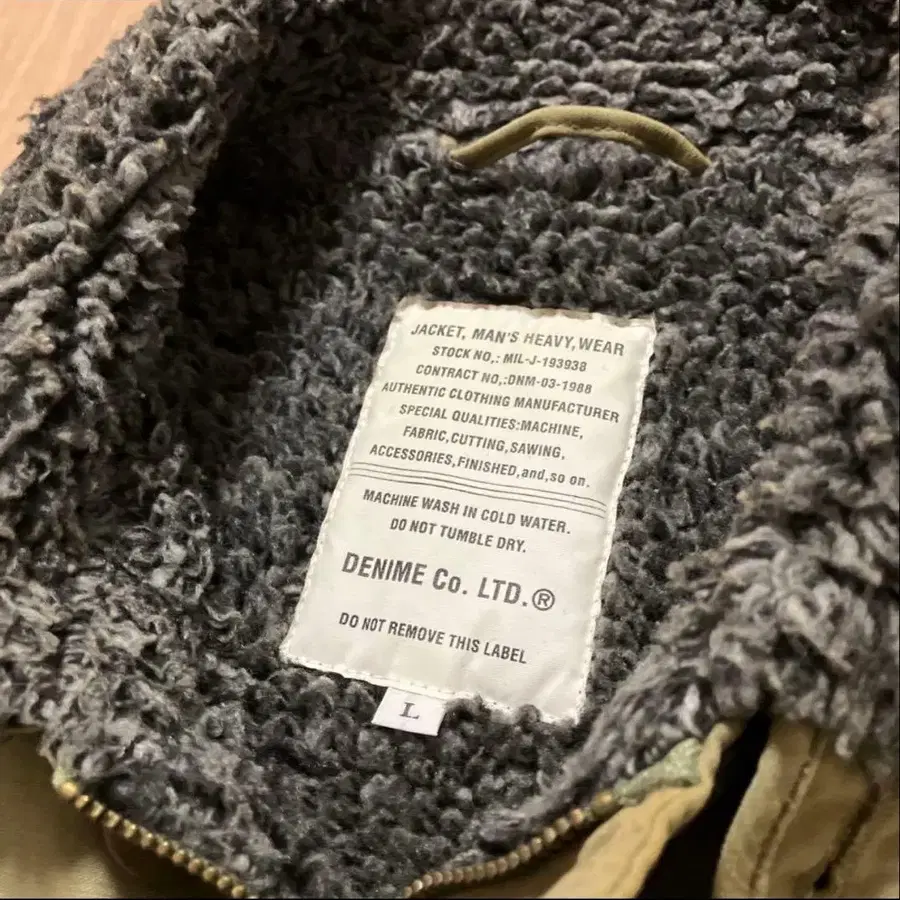 JACKET, MAN'S HEAVY,WEAR
STOCK NO,: MIL-J-193938
CONTRACT NO,:DNM-03-1988
AUTHENTIC CLOTHING MANUFACTURER
SPECIAL QUALITIES:MACHINE,
FABRIC,CUTTING,SAWING,
ACCESSORIES,FINISHED,and,so on.
MACHINE WASH IN COLD WATER.
DO NOT TUMBLE DRY.
DENIME Co. LTD.®
DO NOT REMOVE THIS LABEL
L